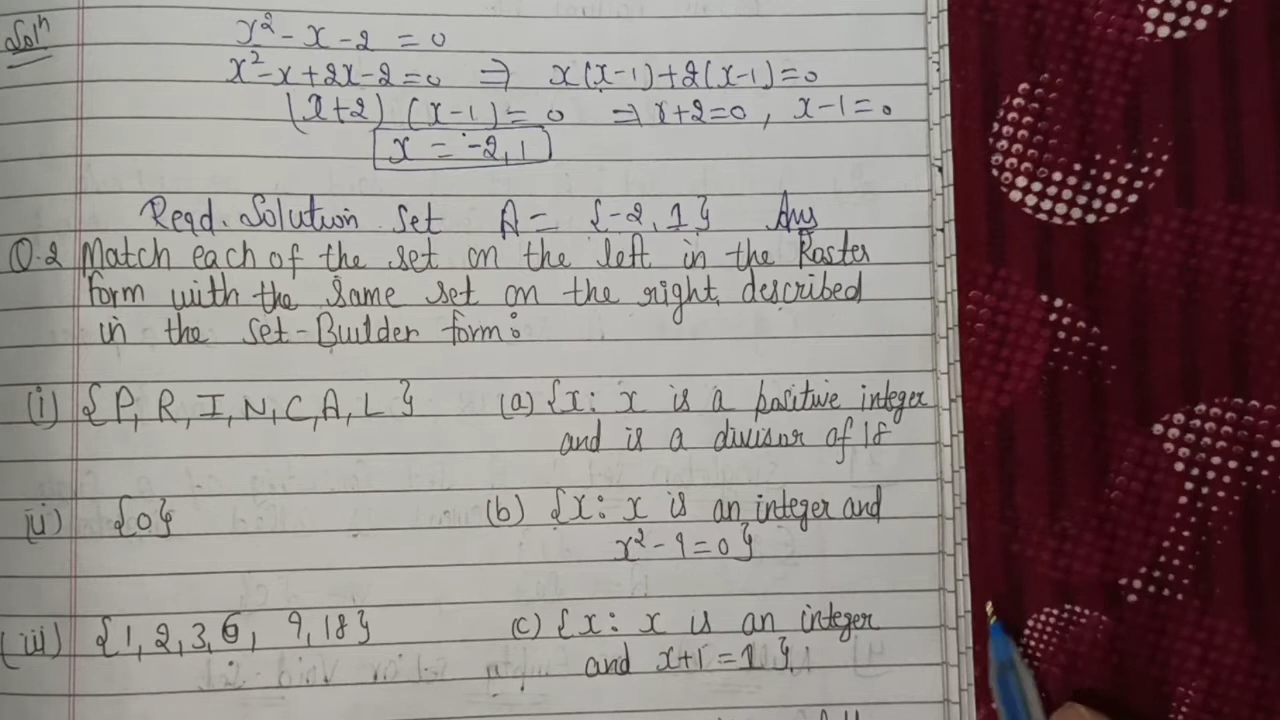 Solⁿ
x² - x - 2 = 0
x² - x + 2x - 2 = 0 ⇒ x(x-1) + 2(x-1) = 0
(x+2) (x-1) = 0 ⇒ x+2=0, x-1=0
x = -2, 1
Reqd. Solution Set A = {-2, 1} Ans
Q.2 Match each of the set on the left in the Roster
form with the same set on the right, described
in the set-Builder form:
(i) {P, R, I, N, C, A, L} (a) {x: x is a positive integer
and is a divisor of 18
(ii) {0} (b) {x: x is an integer and
x² - 9 = 0}
(iii) {1, 2, 3, 6, 9, 18} (c) {x: x is an integer
and x+1 = 1},